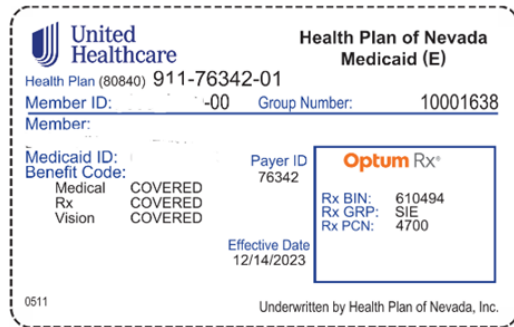 United
Healthcare
Health Plan of Nevada
Medicaid (E)
Health Plan (80840) 911-76342-01
Member ID: -00 Group Number: 10001638
Member:
Medicaid ID:
Benefit Code:
Medical COVERED
Rx COVERED
Vision COVERED
Payer ID
76342
Effective Date
12/14/2023
Optum Rx®
Rx BIN: 610494
Rx GRP: SIE
Rx PCN: 4700
0511
Underwritten by Health Plan of Nevada, Inc.